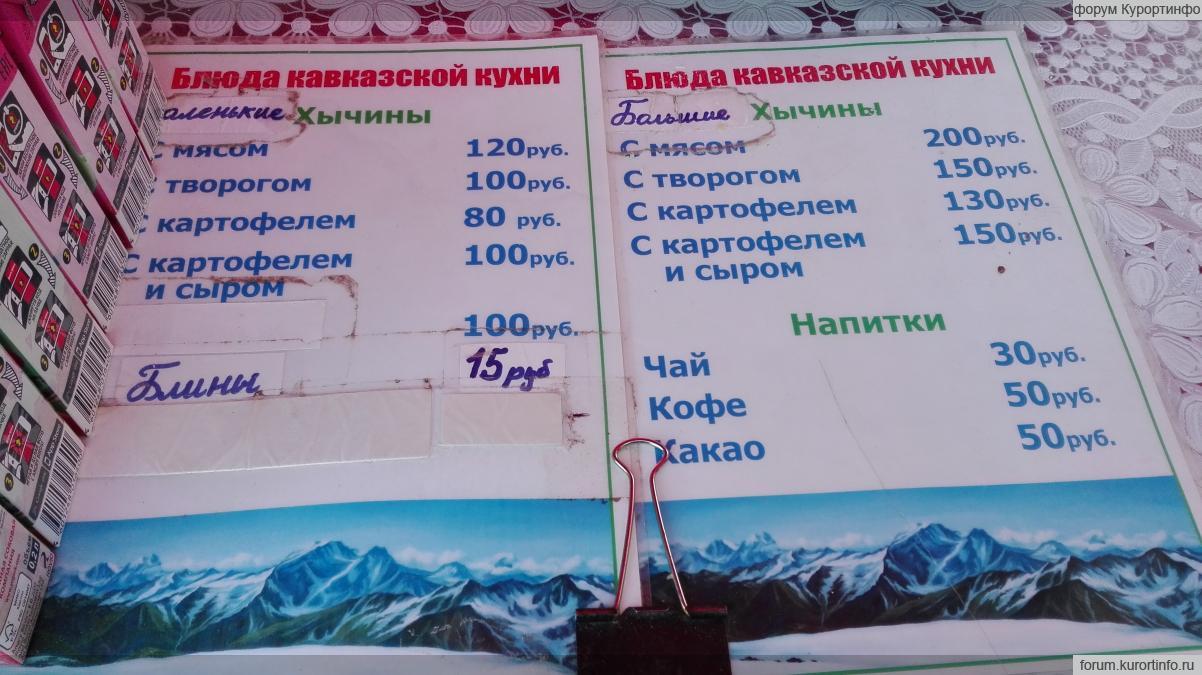 форум Курортинфо
Блюда кавказской кухни
аленькие Хычины
С мясом 120руб.
творогом 100руб.
С картофелем 80 руб.
С картофелем 100руб.
и сыром
100руб.
Блины 15руб
Блюда кавказской кухни
Большие Хычины
С мясом 200руб.
С творогом 150руб.
С картофелем 130руб.
С картофелем 150руб.
и сыром
Напитки
Чай 30руб.
Кофе 50руб.
Какао 50руб.
0.2л
forum.kurortinfo.ru